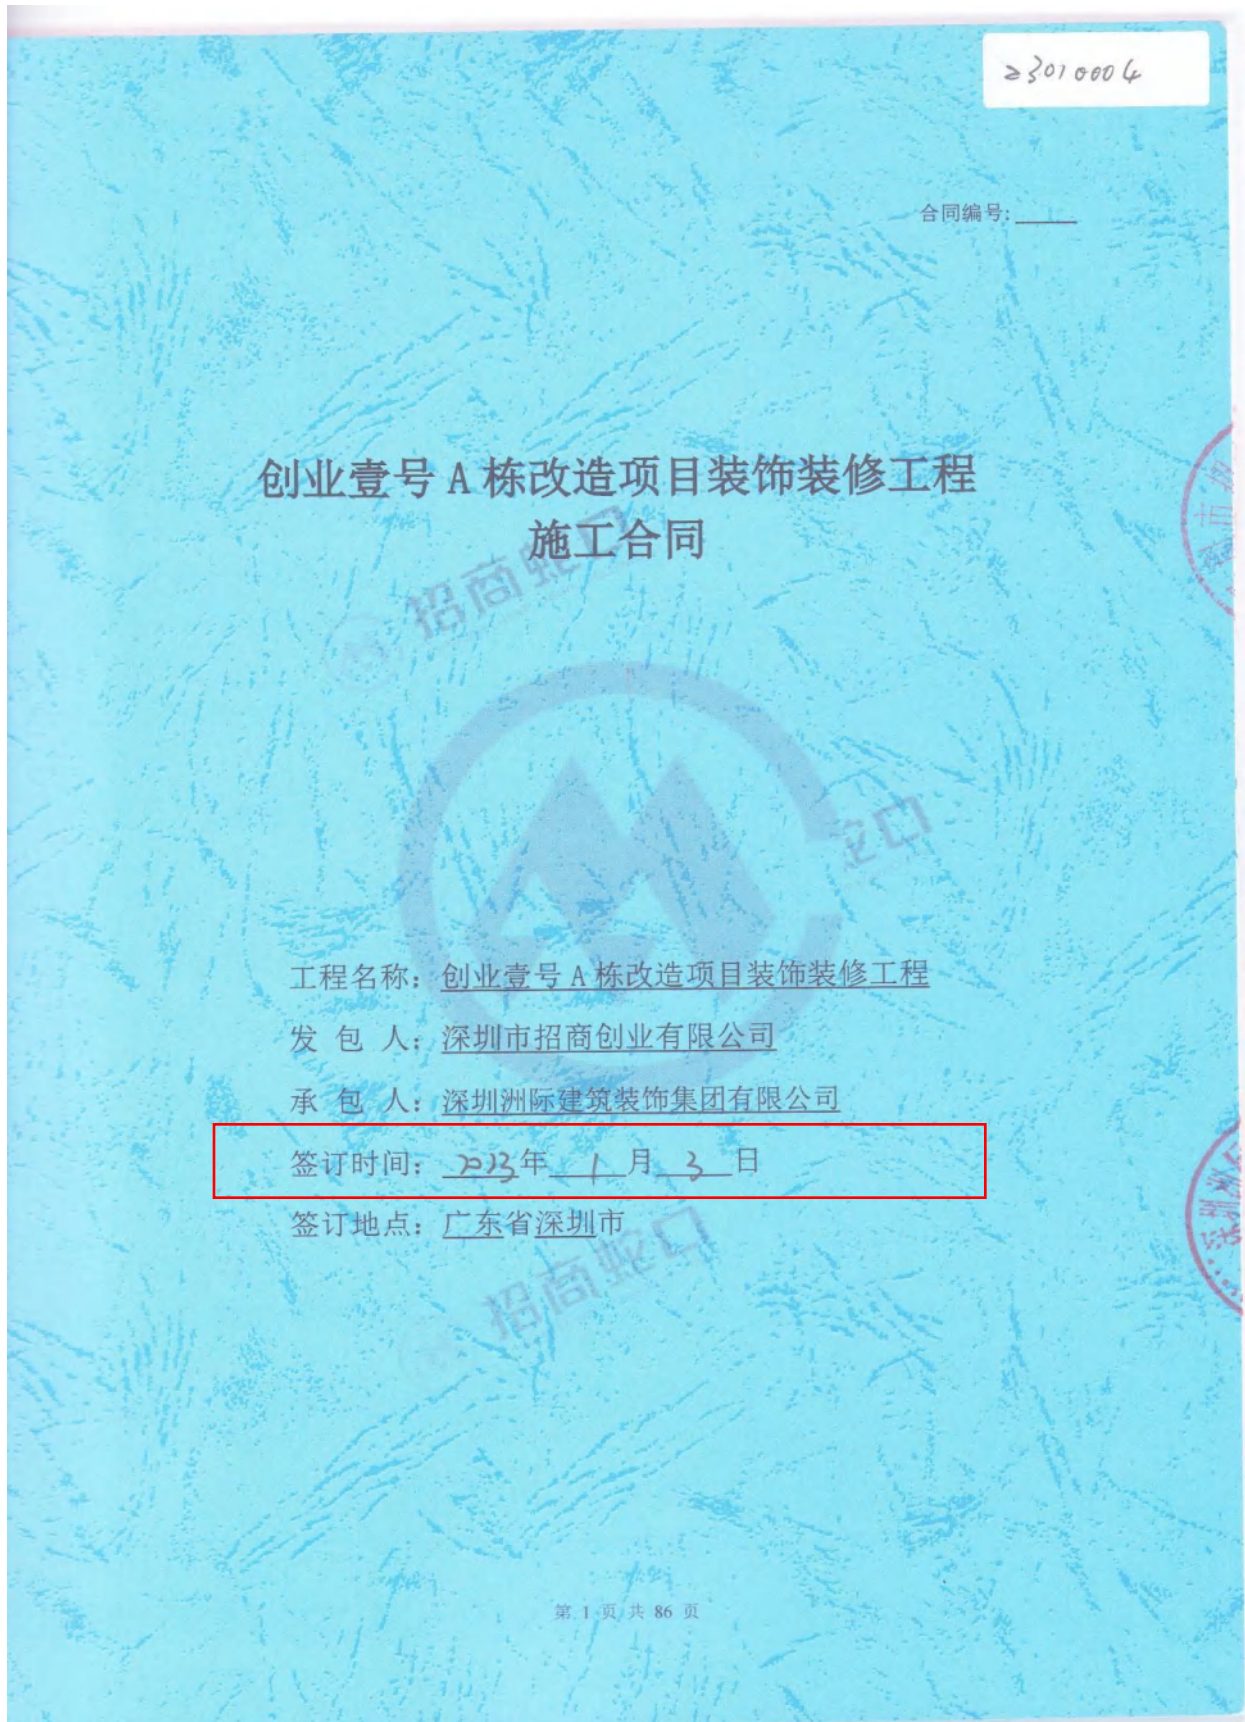 23010004
合同编号:
创业壹号A栋改造项目装饰装修工程
施工合同
招商蛇口
蛇口
工程名称：创业壹号A栋改造项目装饰装修工程
发包人：深圳市招商创业有限公司
承包人：深圳洲际建筑装饰集团有限公司
签订时间：2023年1月3日
签订地点：广东省深圳市
招商蛇口
第1页共86页